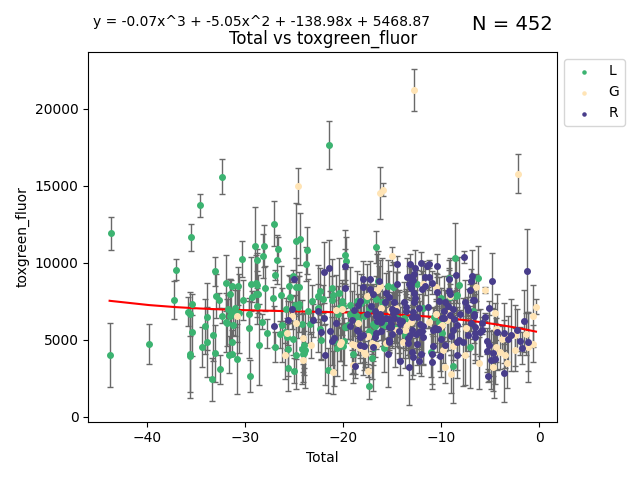 y = -0.07x^3 + -5.05x^2 + -138.98x + 5468.87
N = 452
Total vs toxgreen_fluor
L
G
R
toxgreen_fluor
20000
15000
10000
5000
0
−40
−30
−20
−10
0
Total